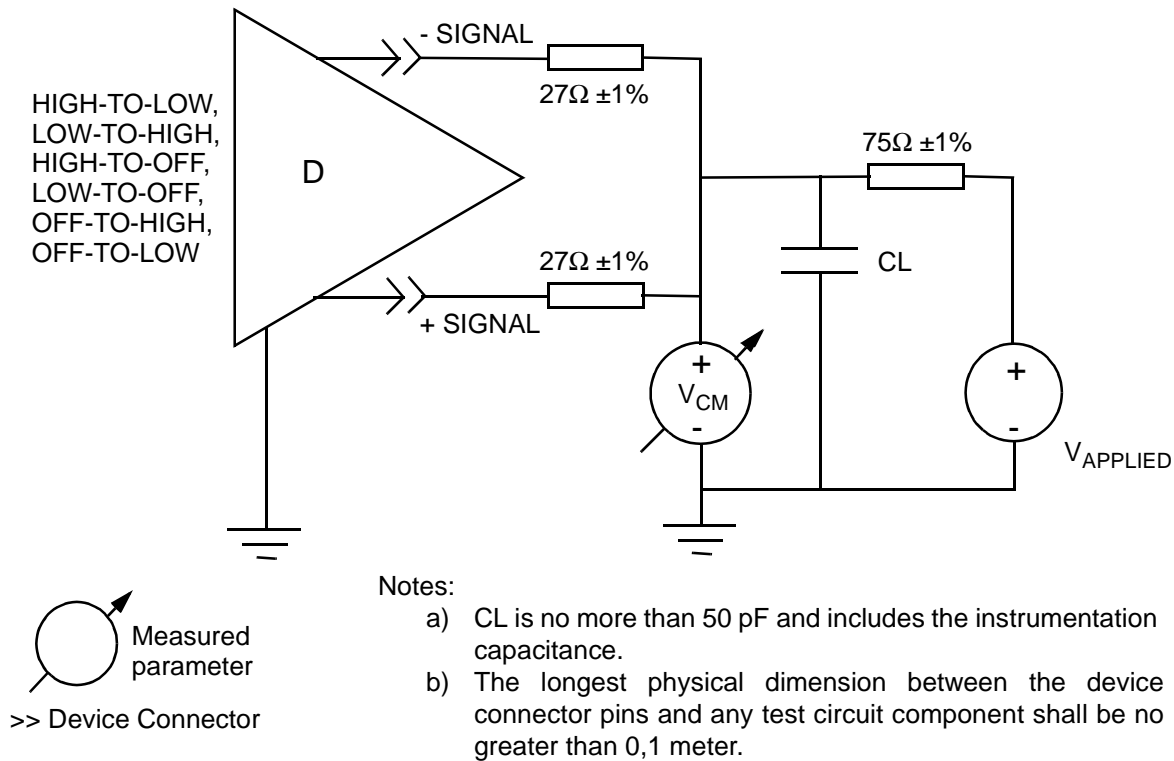 - SIGNAL
27Ω ±1%
HIGH-TO-LOW,
LOW-TO-HIGH,
HIGH-TO-OFF,
LOW-TO-OFF,
OFF-TO-HIGH,
OFF-TO-LOW
D
75Ω ±1%
27Ω ±1%
CL
+ SIGNAL
+
VCM
-
+
-
VAPPLIED
Measured
parameter
>> Device Connector
Notes:
a) CL is no more than 50 pF and includes the instrumentation
capacitance.
b) The longest physical dimension between the device
connector pins and any test circuit component shall be no
greater than 0,1 meter.